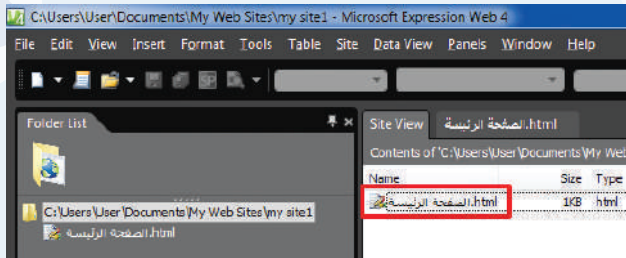 C:\Users\User\Documents\My Web Sites\my site1 - Microsoft Expression Web 4
File Edit View Insert Format Tools Table Site Data View Panels Window Help
Folder List
Site View الصفحة الرئيسة.html
Contents of 'C:\Users\User\Documents\My Web
Name Size Type
الصفحة الرئيسة.html 1KB html
C:\Users\User\Documents\My Web Sites\my site1
الصفحة الرئيسة.html